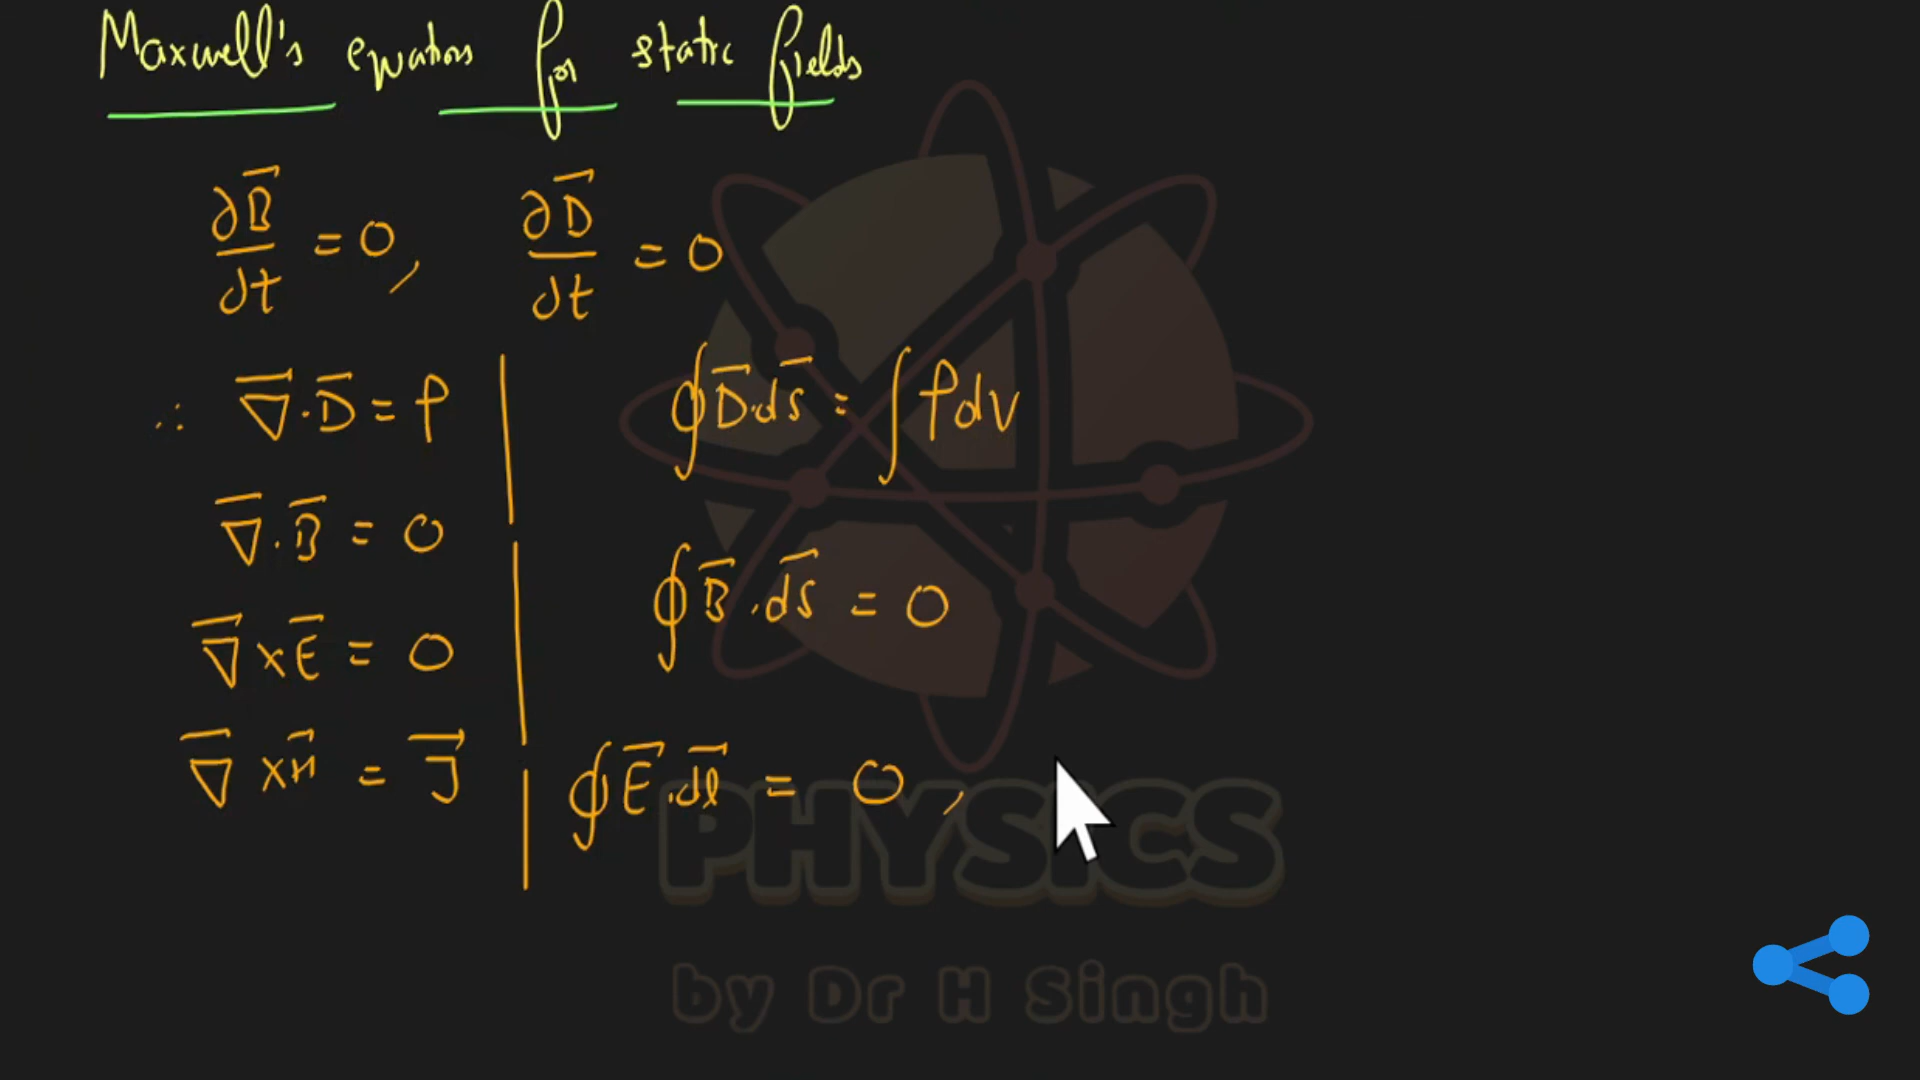 Maxwell's equations for static fields
∂B⃗/∂t = 0, ∂D⃗/∂t = 0
∴ ∇⃗·D⃗ = ρ
∇⃗·B⃗ = 0
∇⃗×E⃗ = 0
∇⃗×H⃗ = J⃗
∮D⃗·ds⃗ = ∫ρdv
∮B⃗·ds⃗ = 0
∮E⃗·dl⃗ = 0,
PHYSICS
by Dr H Singh